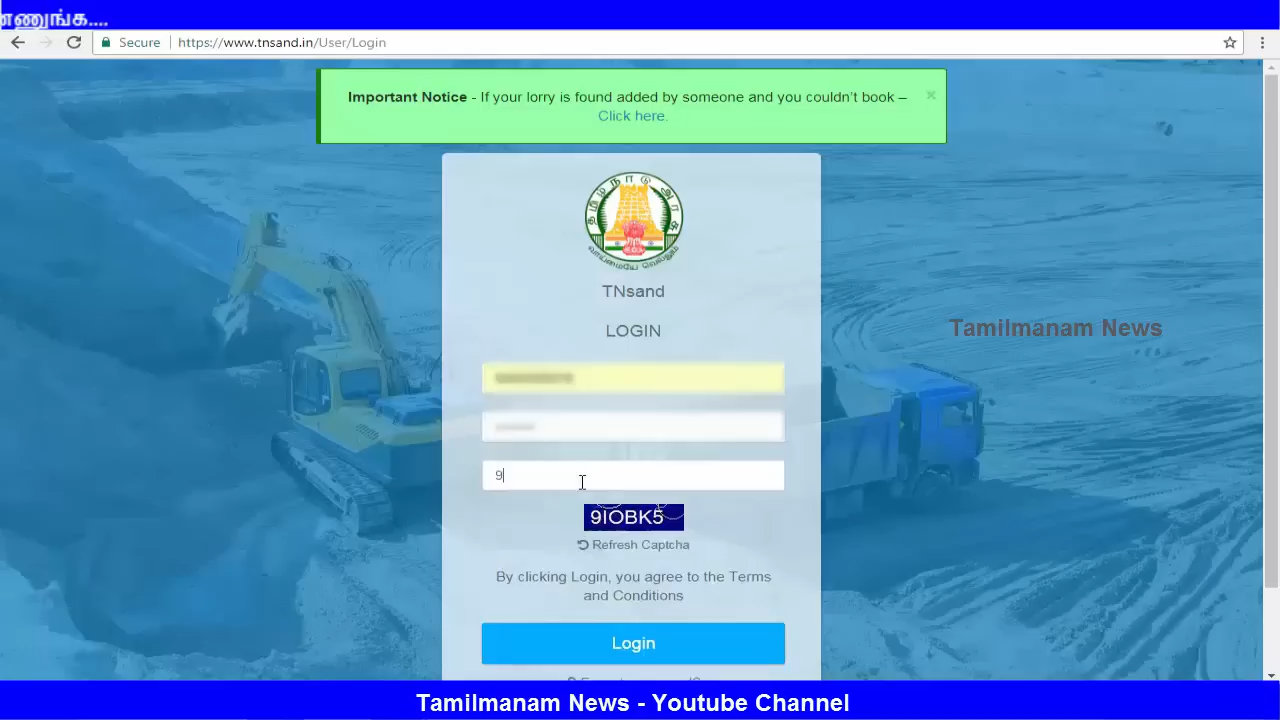 ண்ணுங்க....
Secure https://www.tnsand.in/User/Login
Important Notice - If your lorry is found added by someone and you couldn't book –
Click here. ×
தமிழ்நாடு அரசு
வாய்மையே வெல்லும்
TNsand
LOGIN
Tamilmanam News
9
9IOBK5
Refresh Captcha
By clicking Login, you agree to the Terms
and Conditions
Login
Tamilmanam News - Youtube Channel